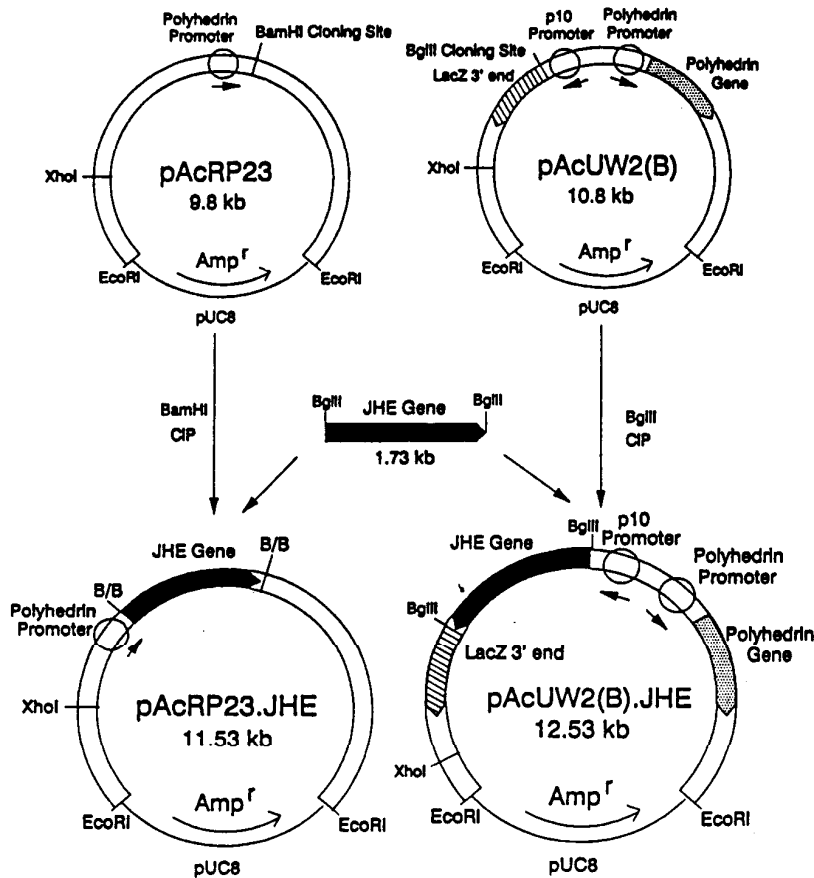 Polyhedrin
Promoter
BamHI Cloning Site
XhoI
pAcRP23
9.8 kb
Amp r
EcoRI
EcoRI
pUC8
p10
Promoter
Polyhedrin
Promoter
BglII Cloning Site
LacZ 3' end
Polyhedrin
Gene
XhoI
pAcUW2(B)
10.8 kb
Amp r
EcoRI
EcoRI
pUC8
BamHI
CIP
BglII
JHE Gene
BglII
1.73 kb
BglII
CIP
JHE Gene
B/B
B/B
Polyhedrin
Promoter
XhoI
pAcRP23.JHE
11.53 kb
Amp r
EcoRI
EcoRI
pUC8
BglII
p10
Promoter
JHE Gene
Polyhedrin
Promoter
BglII
LacZ 3' end
Polyhedrin
Gene
pAcUW2(B).JHE
12.53 kb
XhoI
Amp r
EcoRI
EcoRI
pUC8